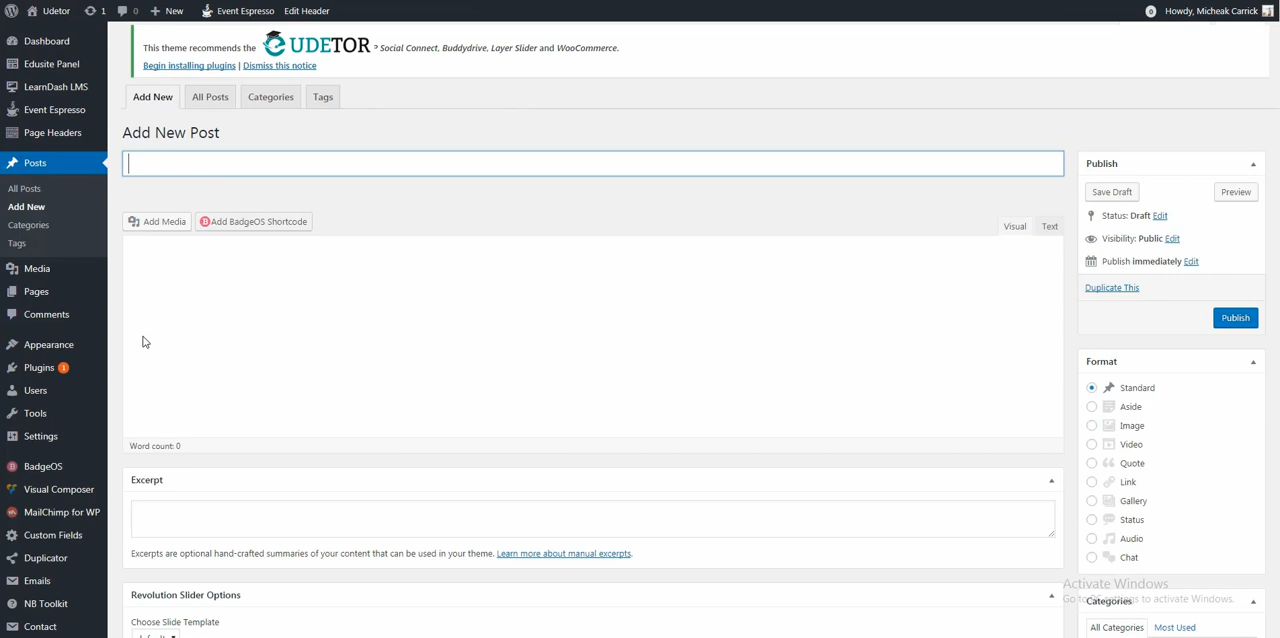 Udetor 1 0 New Event Espresso Edit Header 0 Howdy, Micheak Carrick
Dashboard
Edusite Panel
LearnDash LMS
Event Espresso
Page Headers
Posts
All Posts
Add New
Categories
Tags
Media
Pages
Comments
Appearance
Plugins 1
Users
Tools
Settings
BadgeOS
Visual Composer
MailChimp for WP
Custom Fields
Duplicator
Emails
NB Toolkit
Contact
This theme recommends the UDETOR ? Social Connect, Buddydrive, Layer Slider and WooCommerce.
Begin installing plugins | Dismiss this notice
Add New All Posts Categories Tags
Add New Post
Add Media Add BadgeOS Shortcode Visual Text
Word count: 0
Excerpt
Excerpts are optional hand-crafted summaries of your content that can be used in your theme. Learn more about manual excerpts.
Revolution Slider Options
Choose Slide Template
Publish
Save Draft Preview
Status: Draft Edit
Visibility: Public Edit
Publish immediately Edit
Duplicate This
Publish
Format
Standard
Aside
Image
Video
Quote
Link
Gallery
Status
Audio
Chat
Activate Windows
Go to PC settings to activate Windows.
Categories
All Categories Most Used